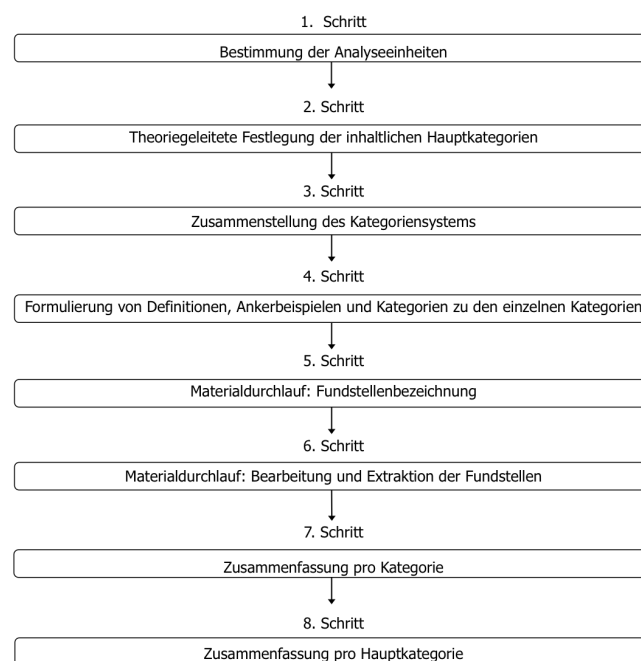 1. Schritt
Bestimmung der Analyseeinheiten
2. Schritt
Theoriegeleitete Festlegung der inhaltlichen Hauptkategorien
3. Schritt
Zusammenstellung des Kategoriensystems
4. Schritt
Formulierung von Definitionen, Ankerbeispielen und Kategorien zu den einzelnen Kategorien
5. Schritt
Materialdurchlauf: Fundstellenbezeichnung
6. Schritt
Materialdurchlauf: Bearbeitung und Extraktion der Fundstellen
7. Schritt
Zusammenfassung pro Kategorie
8. Schritt
Zusammenfassung pro Hauptkategorie